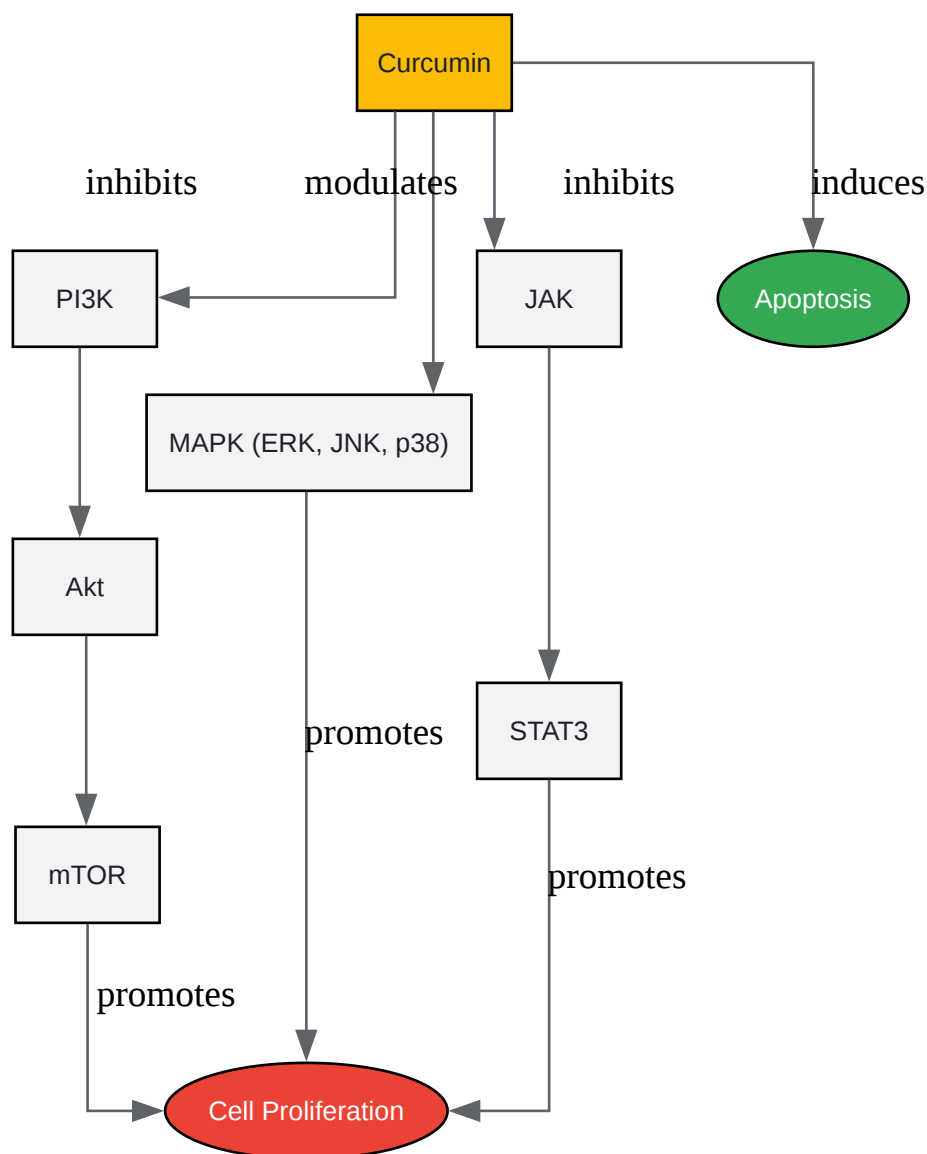 Curcumin
inhibits
modulates
inhibits
induces
PI3K
JAK
Apoptosis
MAPK (ERK, JNK, p38)
Akt
promotes
STAT3
mTOR
promotes
promotes
Cell Proliferation